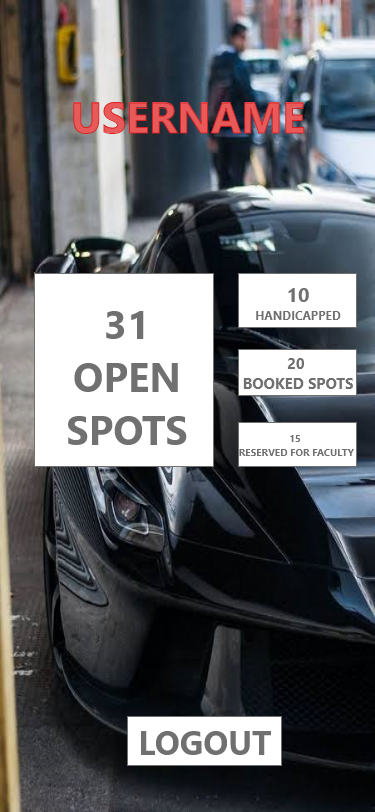 USERNAME
31
OPEN
SPOTS
10
HANDICAPPED
20
BOOKED SPOTS
15
RESERVED FOR FACULTY
LOGOUT